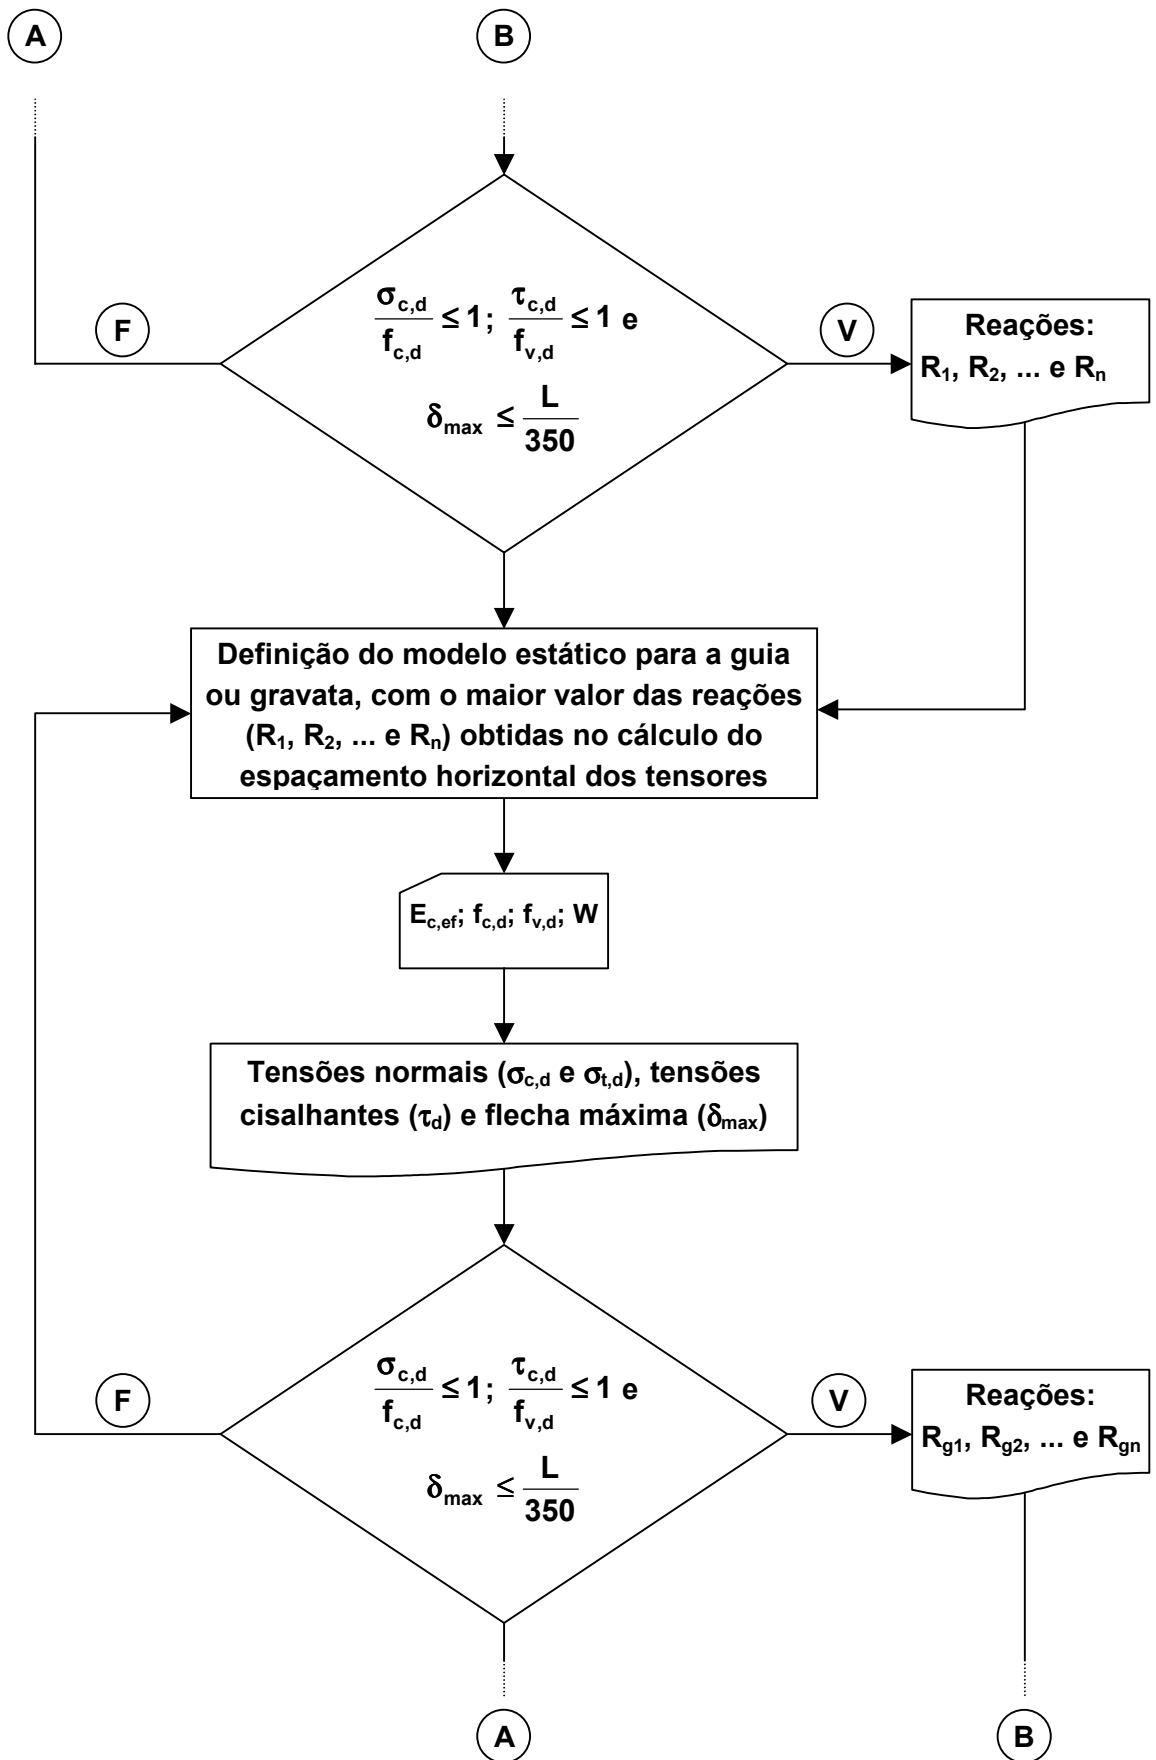 A
B
σc,d/fc,d ≤ 1; τc,d/fv,d ≤ 1 e
δmax ≤ L/350
F
V
Reações:
R1, R2, ... e Rn
Definição do modelo estático para a guia
ou gravata, com o maior valor das reações
(R1, R2, ... e Rn) obtidas no cálculo do
espaçamento horizontal dos tensores
Ec,ef; fc,d; fv,d; W
Tensões normais (σc,d e σt,d), tensões
cisalhantes (τd) e flecha máxima (δmax)
σc,d/fc,d ≤ 1; τc,d/fv,d ≤ 1 e
δmax ≤ L/350
F
V
Reações:
Rg1, Rg2, ... e Rgn
A
B